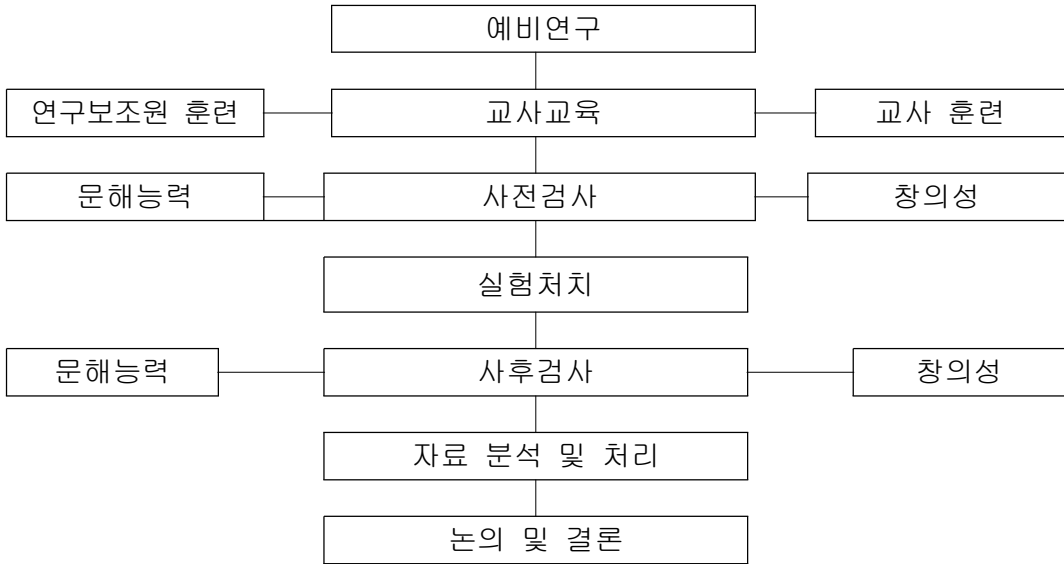 예비연구
연구보조원 훈련 교사교육 교사 훈련
문해능력 사전검사 창의성
실험처치
문해능력 사후검사 창의성
자료 분석 및 처리
논의 및 결론